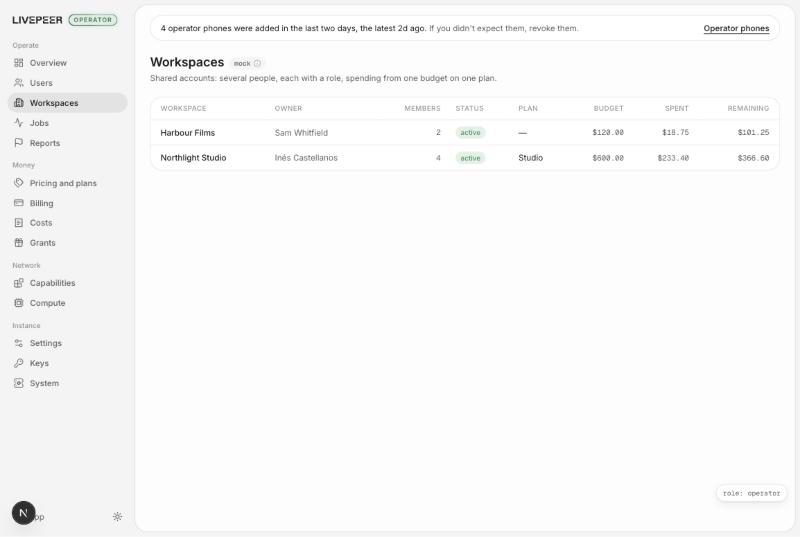 LIVEPEER OPERATOR
Operate
Overview
Users
Workspaces
Jobs
Reports
Money
Pricing and plans
Billing
Costs
Grants
Network
Capabilities
Compute
Instance
Settings
Keys
System
N
4 operator phones were added in the last two days, the latest 2d ago. If you didn't expect them, revoke them. Operator phones
Workspaces mock
Shared accounts: several people, each with a role, spending from one budget on one plan.
WORKSPACE OWNER MEMBERS STATUS PLAN BUDGET SPENT REMAINING
Harbour Films Sam Whitfield 2 active — $120.00 $18.75 $101.25
Northlight Studio Inés Castellanos 4 active Studio $600.00 $233.40 $366.60
role: operator